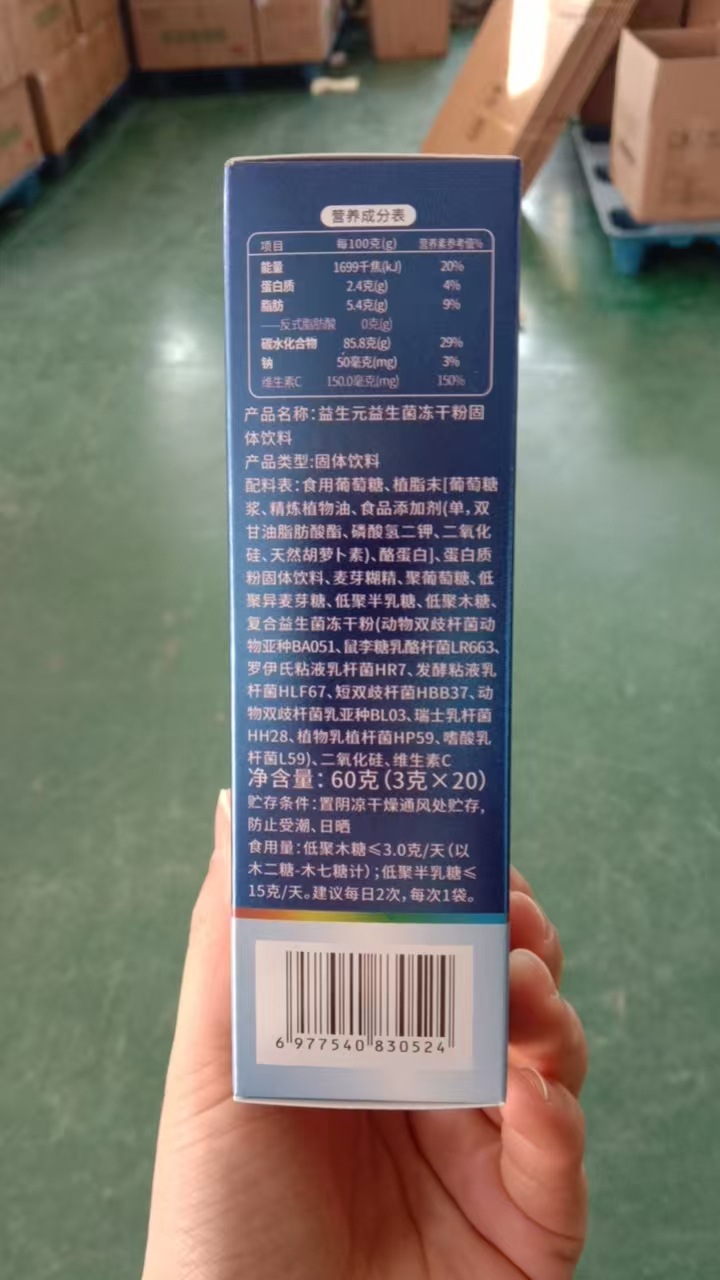 营养成分表
项目 每100克(g) 营养素参考值%
能量 1699千焦(kJ) 20%
蛋白质 2.4克(g) 4%
脂肪 5.4克(g) 9%
——反式脂肪酸 0克(g)
碳水化合物 85.8克(g) 29%
钠 50毫克(mg) 3%
维生素C 150.0毫克(mg) 150%
产品名称:益生元益生菌冻干粉固
体饮料
产品类型:固体饮料
配料表:食用葡萄糖、植脂末[葡萄糖
浆、精炼植物油、食品添加剂(单,双
甘油脂肪酸酯、磷酸氢二钾、二氧化
硅、天然胡萝卜素)、酪蛋白]、蛋白质
粉固体饮料、麦芽糊精、聚葡萄糖、低
聚异麦芽糖、低聚半乳糖、低聚木糖、
复合益生菌冻干粉(动物双歧杆菌动
物亚种BA051、鼠李糖乳酪杆菌LR663、
罗伊氏粘液乳杆菌HR7、发酵粘液乳
杆菌HLF67、短双歧杆菌HBB37、动
物双歧杆菌乳亚种BL03、瑞士乳杆菌
HH28、植物乳植杆菌HP59、嗜酸乳
杆菌L59)、二氧化硅、维生素C
净含量:60克(3克×20)
贮存条件:置阴凉干燥通风处贮存,
防止受潮、日晒
食用量:低聚木糖≤3.0克/天(以
木二糖-木七糖计);低聚半乳糖≤
15克/天。建议每日2次,每次1袋。
6 977540 830524